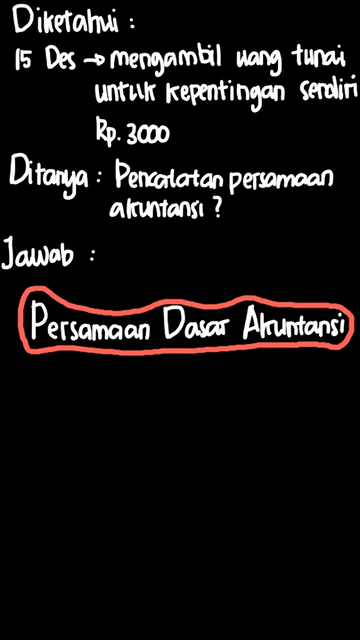 Diketahui :
15 Des → mengambil uang tunai
untuk kepentingan sendiri
Rp. 3000
Ditanya : Pencatatan persamaan
akuntansi ?
Jawab :
Persamaan Dasar Akuntansi